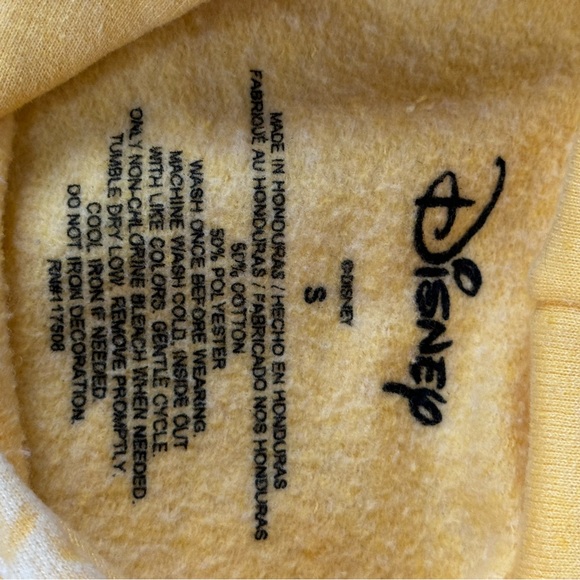 Disney
©DISNEY
S
MADE IN HONDURAS / HECHO EN HONDURAS
FABRIQUÉ AU HONDURAS / FABRICADO NOS HONDURAS
50% COTTON
50% POLYESTER
WASH ONCE BEFORE WEARING.
MACHINE WASH COLD, INSIDE OUT
WITH LIKE COLORS, GENTLE CYCLE.
ONLY NON-CHLORINE BLEACH WHEN NEEDED.
TUMBLE DRY LOW. REMOVE PROMPTLY.
COOL IRON IF NEEDED.
DO NOT IRON DECORATION.
RN#117508